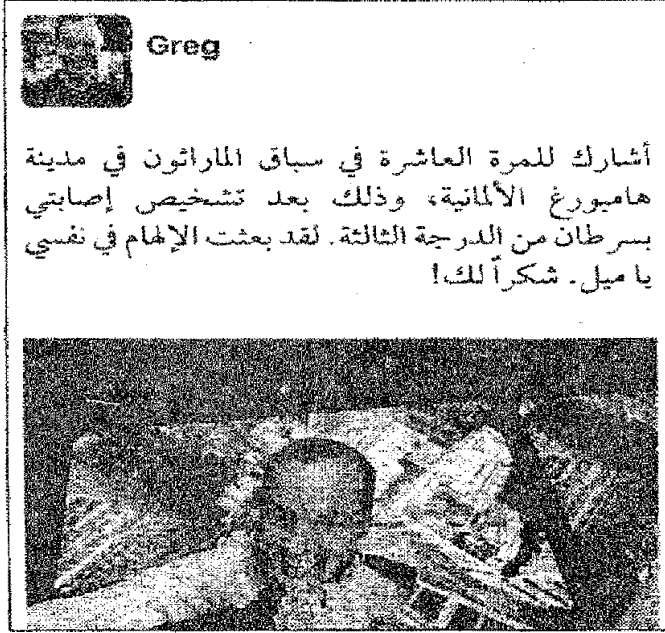 Greg
أشارك للمرة العاشرة في سباق الماراثون في مدينة
هامبورغ الألمانية، وذلك بعد تشخيص إصابتي
بسرطان من الدرجة الثالثة. لقد بعثت الإلهام في نفسي
يا ميل. شكراً لك!